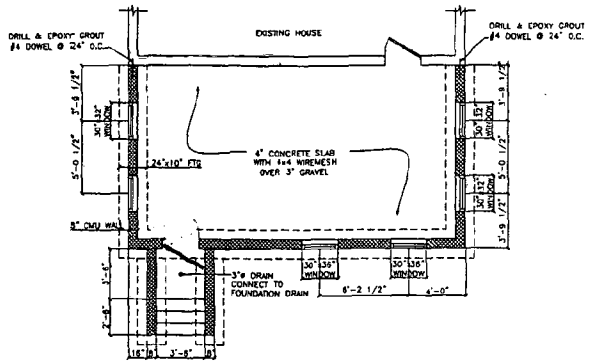 DRILL & EPOXY GROUT
#4 DOWEL @ 24" O.C.
EXISTING HOUSE
DRILL & EPOXY GROUT
#4 DOWEL @ 24" O.C.
3'-9 1/2"
30"x32"
WINDOW
5'-0 1/2"
24"x10" FTG
8" CMU WALL
4" CONCRETE SLAB
WITH 4x4 WIREMESH
OVER 3" GRAVEL
30"x32"
WINDOW
3'-9 1/2"
5'-0 1/2"
30"x32"
WINDOW
3'-9 1/2"
3"ø DRAIN
CONNECT TO
FOUNDATION DRAIN
30"x36"
WINDOW
30"x36"
WINDOW
6'-2 1/2"
4'-0"
2'-8"
16"
8"
3'-6"
8"